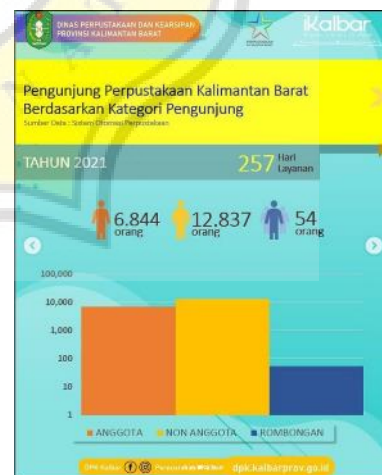 DINAS PERPUSTAKAAN DAN KEARSIPAN
PROVINSI KALIMANTAN BARAT
iKalbar
Pengunjung Perpustakaan Kalimantan Barat
Berdasarkan Kategori Pengunjung
Sumber Data : Sistem Otomasi Perpustakaan
TAHUN 2021
257 Hari Layanan
6.844 orang
12.837 orang
54 orang
100,000
10,000
1,000
100
10
1
ANGGOTA NON ANGGOTA ROMBONGAN
DPK Kalbar dpk.kalbarprov.go.id